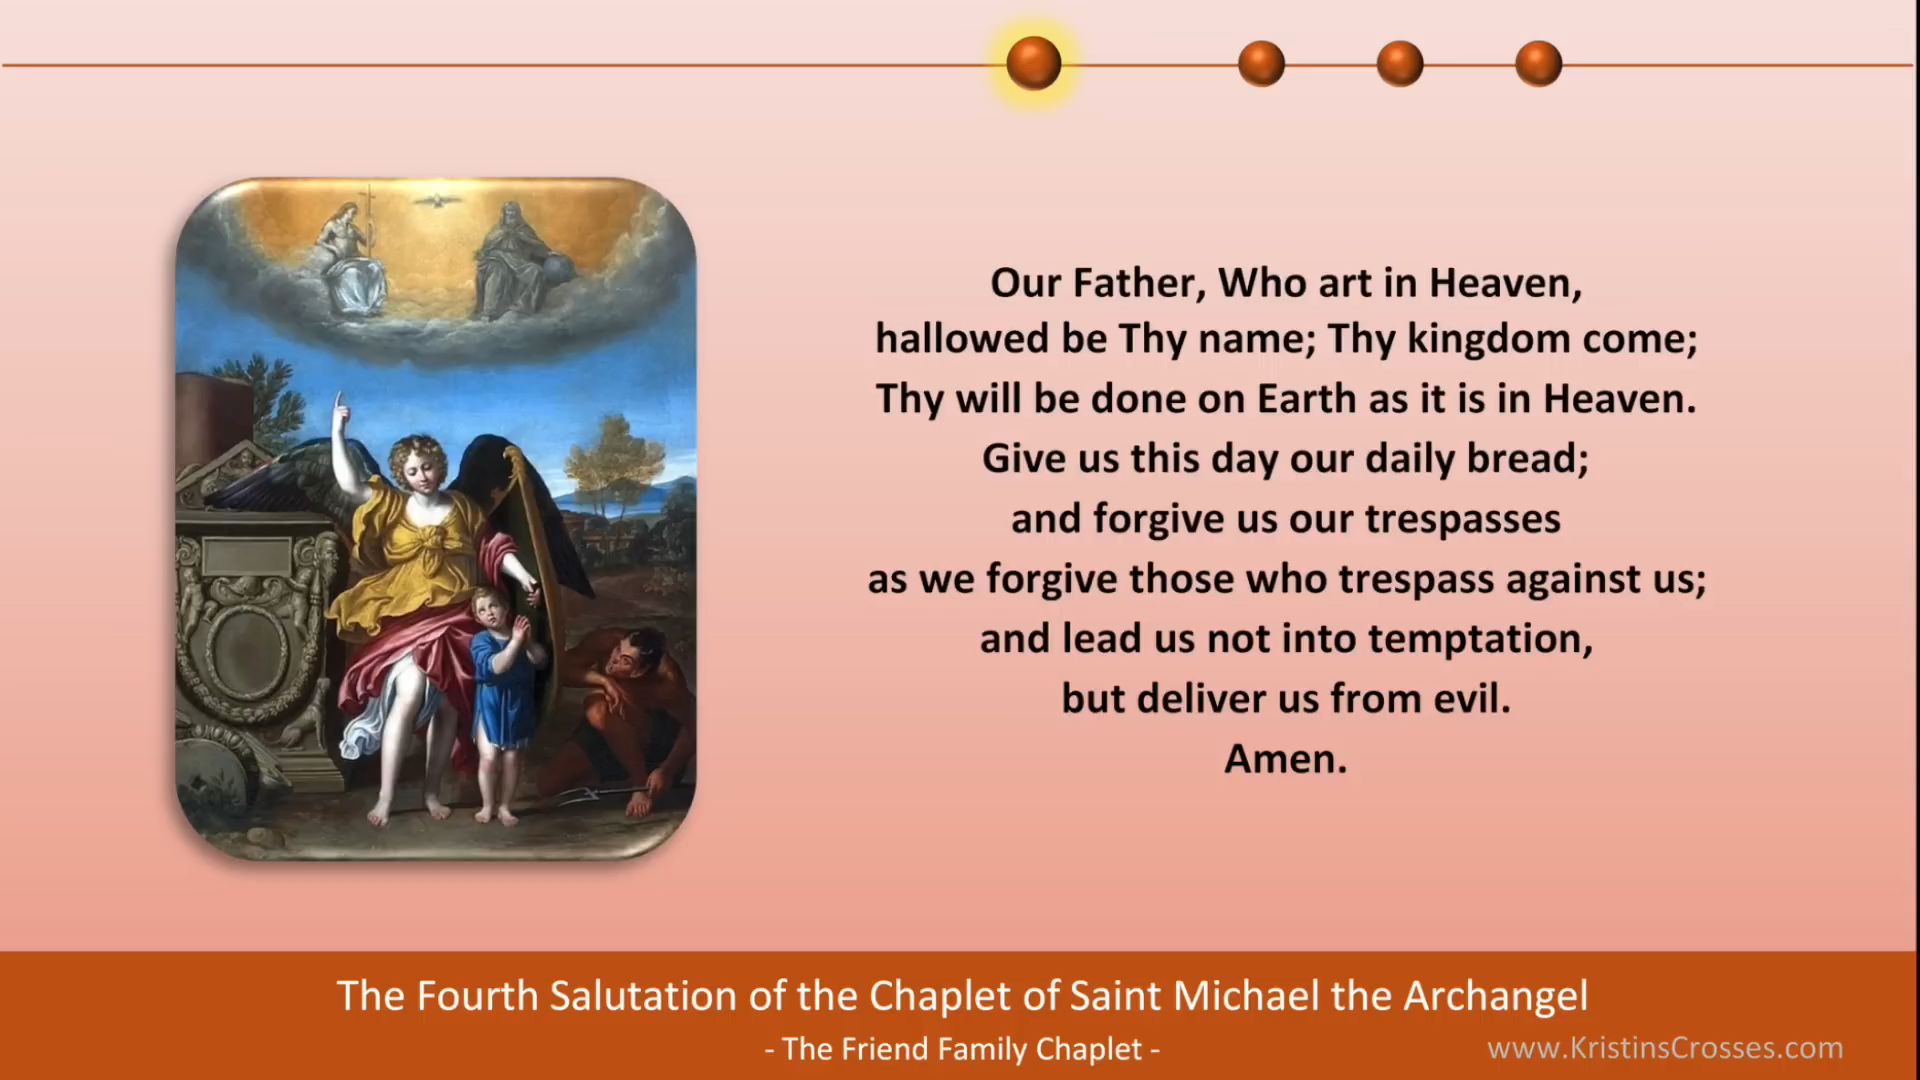 Our Father, Who art in Heaven,
hallowed be Thy name; Thy kingdom come;
Thy will be done on Earth as it is in Heaven.
Give us this day our daily bread;
and forgive us our trespasses
as we forgive those who trespass against us;
and lead us not into temptation,
but deliver us from evil.
Amen.
The Fourth Salutation of the Chaplet of Saint Michael the Archangel
- The Friend Family Chaplet -
www.KristinsCrosses.com